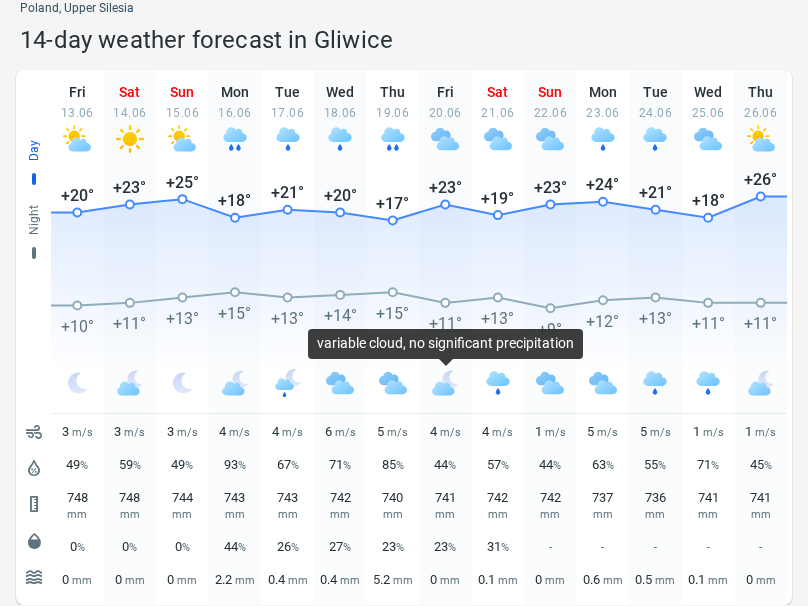 Poland, Upper Silesia
14-day weather forecast in Gliwice
Fri Sat Sun Mon Tue Wed Thu Fri Sat Sun Mon Tue Wed Thu
13.06 14.06 15.06 16.06 17.06 18.06 19.06 20.06 21.06 22.06 23.06 24.06 25.06 26.06
Day
+20° +23° +25° +18° +21° +20° +17° +23° +19° +23° +24° +21° +18° +26°
Night
+10° +11° +13° +15° +13° +14° +15° +11° +13° +9° +12° +13° +11° +11°
variable cloud, no significant precipitation
3 m/s 3 m/s 3 m/s 4 m/s 4 m/s 6 m/s 5 m/s 4 m/s 4 m/s 1 m/s 5 m/s 5 m/s 1 m/s 1 m/s
49% 59% 49% 93% 67% 71% 85% 44% 57% 44% 63% 55% 71% 45%
748 748 744 743 743 742 740 741 742 742 737 736 741 741
mm mm mm mm mm mm mm mm mm mm mm mm mm mm
0% 0% 0% 44% 26% 27% 23% 23% 31% - - - - -
0 mm 0 mm 0 mm 2.2 mm 0.4 mm 0.4 mm 5.2 mm 0 mm 0.1 mm 0 mm 0.6 mm 0.5 mm 0.1 mm 0 mm